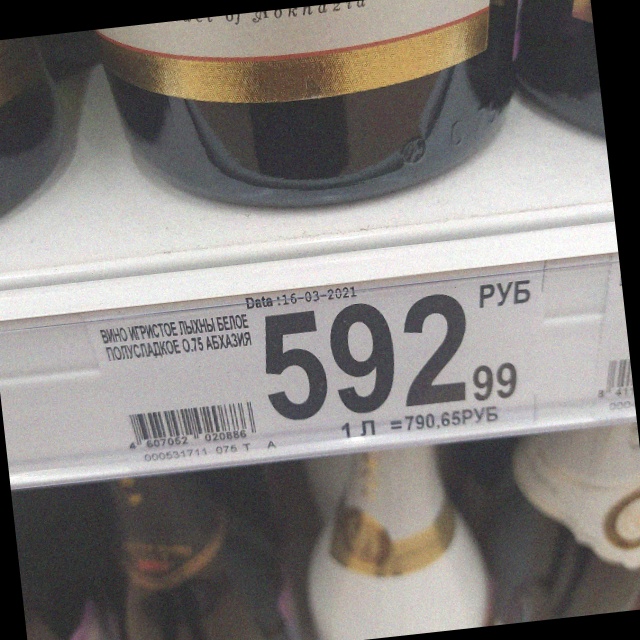 Data :16-03-2021
ВИНО ИГРИСТОЕ ЛЫХНЫ БЕЛОЕ
ПОЛУСЛАДКОЕ 0.75 АБХАЗИЯ
592 99 РУБ
1 Л =790,65РУБ
4 607052 020886
000531711 075 T A